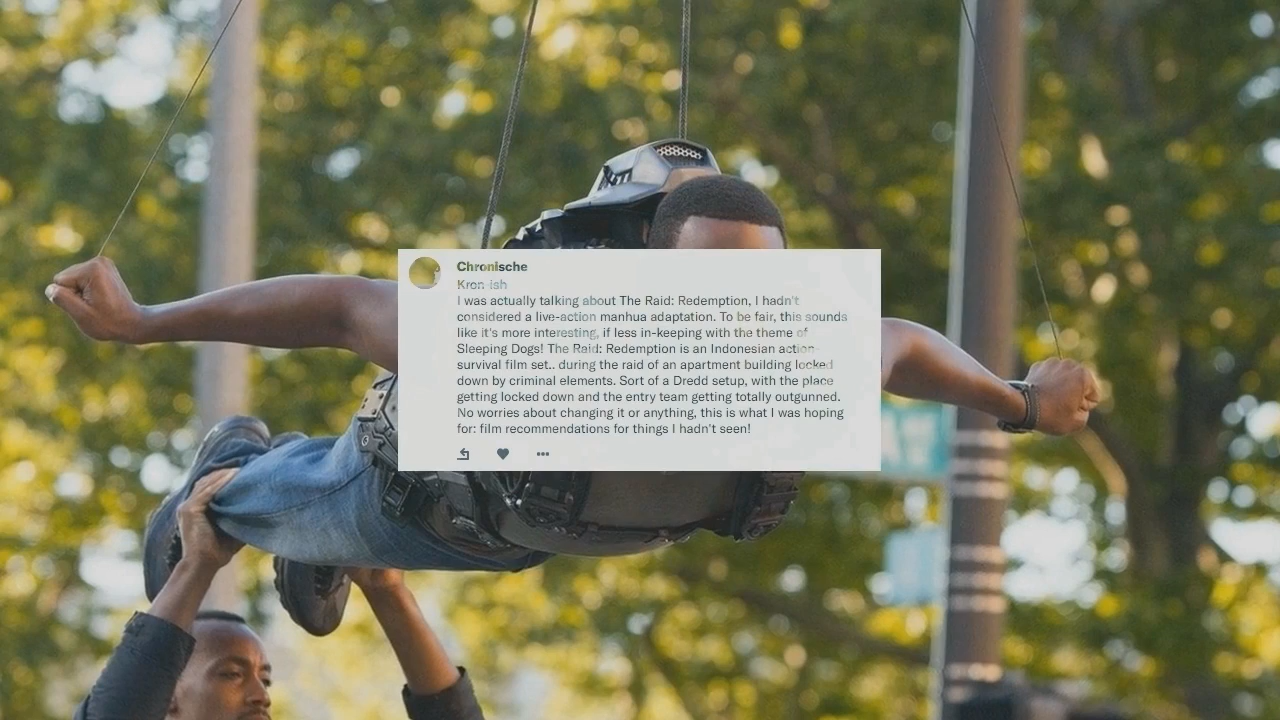 Chronische
Kron ish
I was actually talking about The Raid: Redemption, I hadn't
considered a live-action manhua adaptation. To be fair, this sounds
like it's more interesting, if less in-keeping with the theme of
Sleeping Dogs! The Raid: Redemption is an Indonesian action-
survival film set.. during the raid of an apartment building locked
down by criminal elements. Sort of a Dredd setup, with the place
getting locked down and the entry team getting totally outgunned.
No worries about changing it or anything, this is what I was hoping
for: film recommendations for things I hadn't seen!